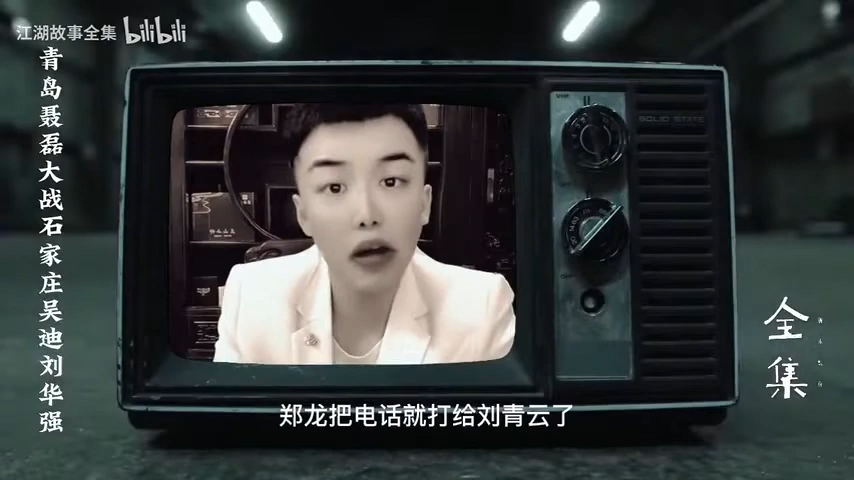 江湖故事全集 bilibili
青岛聂磊大战石家庄吴迪刘华强
SOLID STATE
全集
郑龙把电话就打给刘青云了